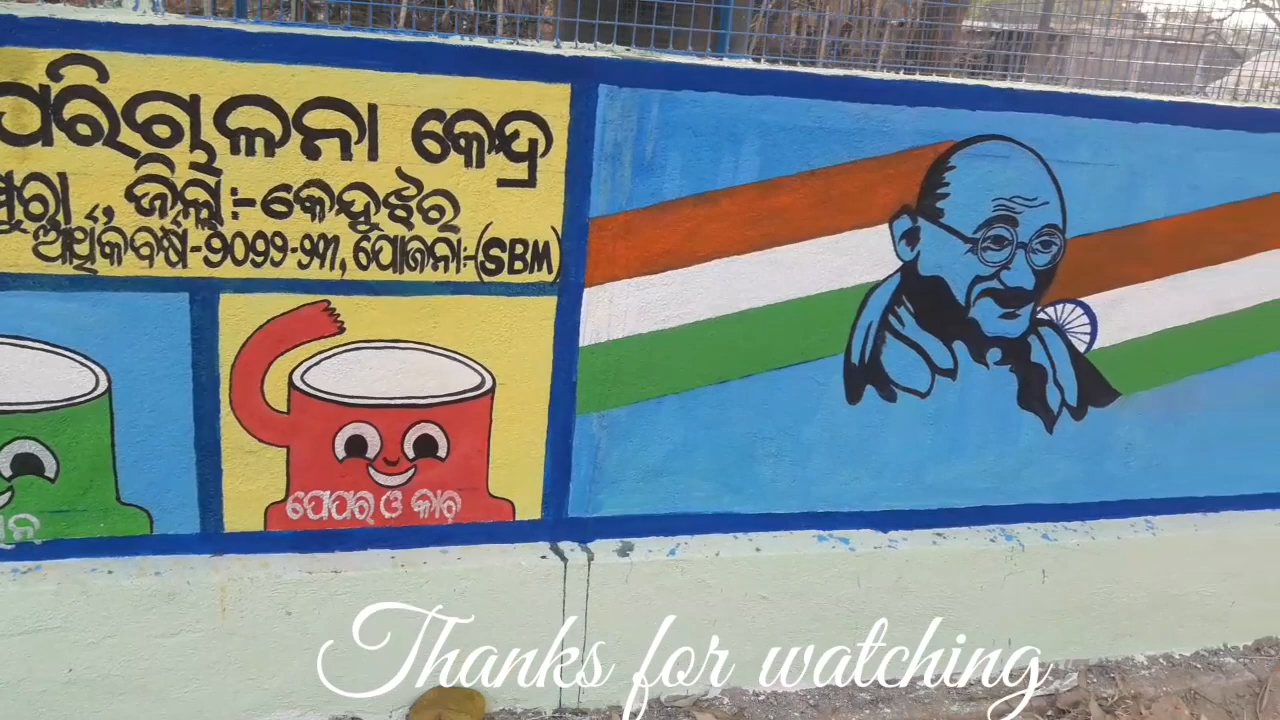 ପରିଚାଳନା କେନ୍ଦ୍ର
ଜିଲ୍ଲା:-କେନ୍ଦୁଝର
ଆର୍ଥିକବର୍ଷ-୨୦୨୨-୨୩, ଯୋଜନା:-(SBM)
ପେପର ଓ କାଚ
Thanks for watching